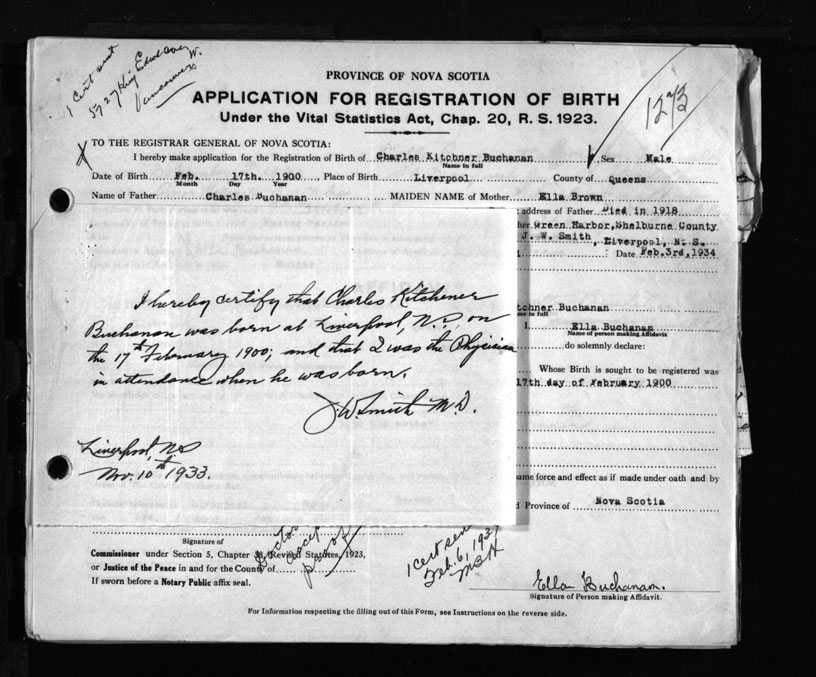 1 Cert sent
527 King Edward Ave
Vancouver W.
PROVINCE OF NOVA SCOTIA
APPLICATION FOR REGISTRATION OF BIRTH
Under the Vital Statistics Act, Chap. 20, R. S. 1923.
TO THE REGISTRAR GENERAL OF NOVA SCOTIA:
I hereby make application for the Registration of Birth of Charles Kitchner Buchanan Sex Male
Name in full
Date of Birth Feb. 17th. 1900, Place of Birth Liverpool County of Queens
Month Day Year
Name of Father Charles Buchanan MAIDEN NAME of Mother Ella Brown
address of Father Died in 1918
Green Harbor, Shelburne County
J. W. Smith, Liverpool, N. S.
Date Feb. 3rd, 1934
I hereby certify that Charles Kitchener
Buchanan was born at Liverpool, N.S. on
the 17th February 1900; and that I was the Physician
in attendance when he was born.
J W. Smith M.D.
Liverpool, N.S.
Nov. 10th 1933.
tchner Buchanan
me in full
I, Ella Buchanan
Name of person making Affidavit
do solemnly declare:
Whose Birth is sought to be registered was
17th day of February 1900
ame force and effect as if made under oath and by
d Province of Nova Scotia
Signature of
Commissioner under Section 5, Chapter 38, Revised Statutes, 1923,
or Justice of the Peace in and for the County of
If sworn before a Notary Public affix seal.
Doctor
proof
1 cert sent
Feb. 6, 193
Ella Buchanan.
Signature of Person making Affidavit.
For Information respecting the filling out of this Form, see Instructions on the reverse side.